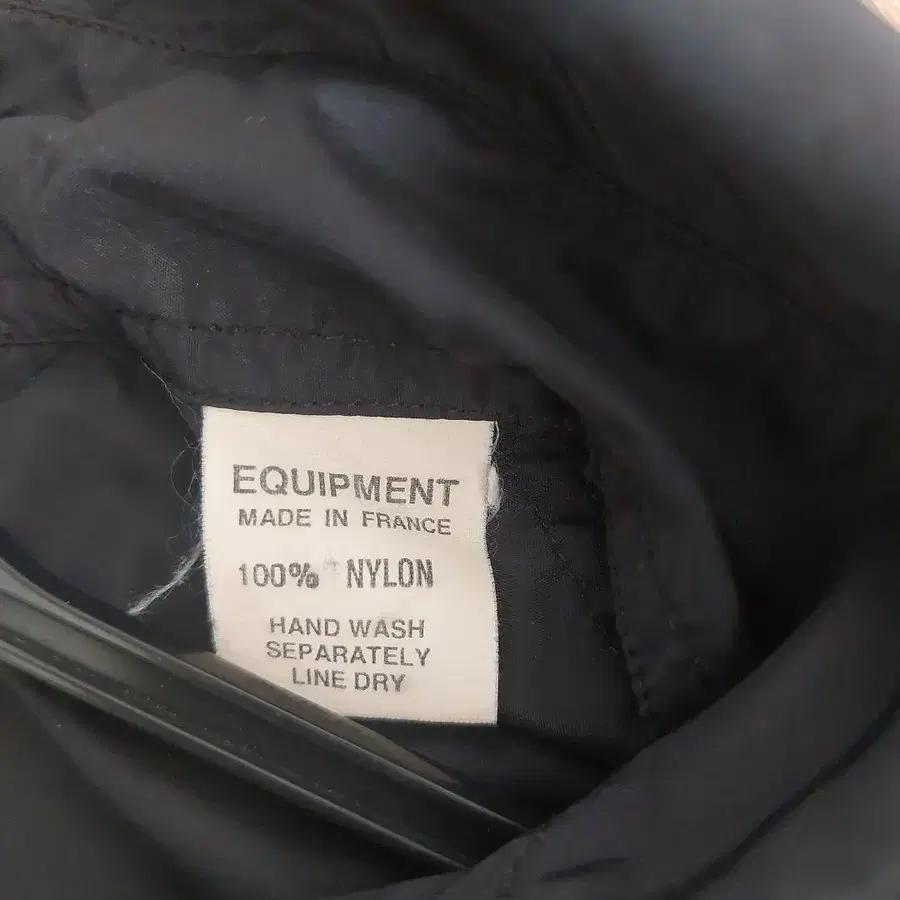 EQUIPMENT
MADE IN FRANCE
100% NYLON
HAND WASH
SEPARATELY
LINE DRY